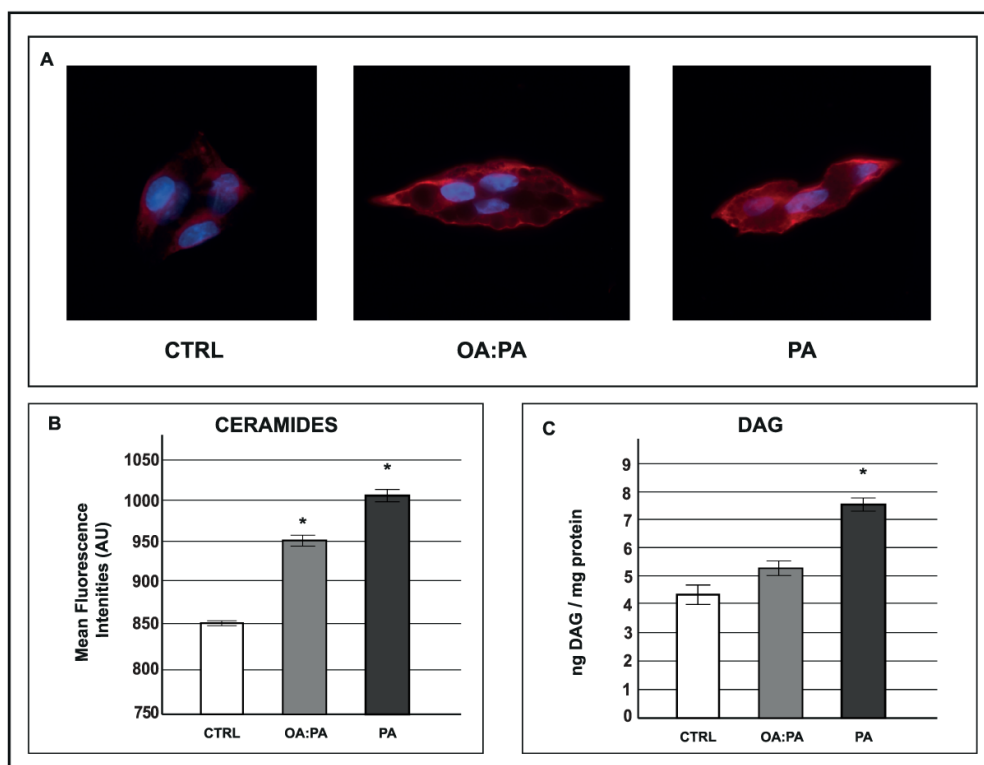 A
CTRL
OA:PA
PA
B
CERAMIDES
Mean Fluorescence
Intenities (AU)
1050
1000
950
900
850
800
750
*
*
CTRL
OA:PA
PA
C
DAG
ng DAG / mg protein
9
8
7
6
5
4
3
2
1
0
*
CTRL
OA:PA
PA